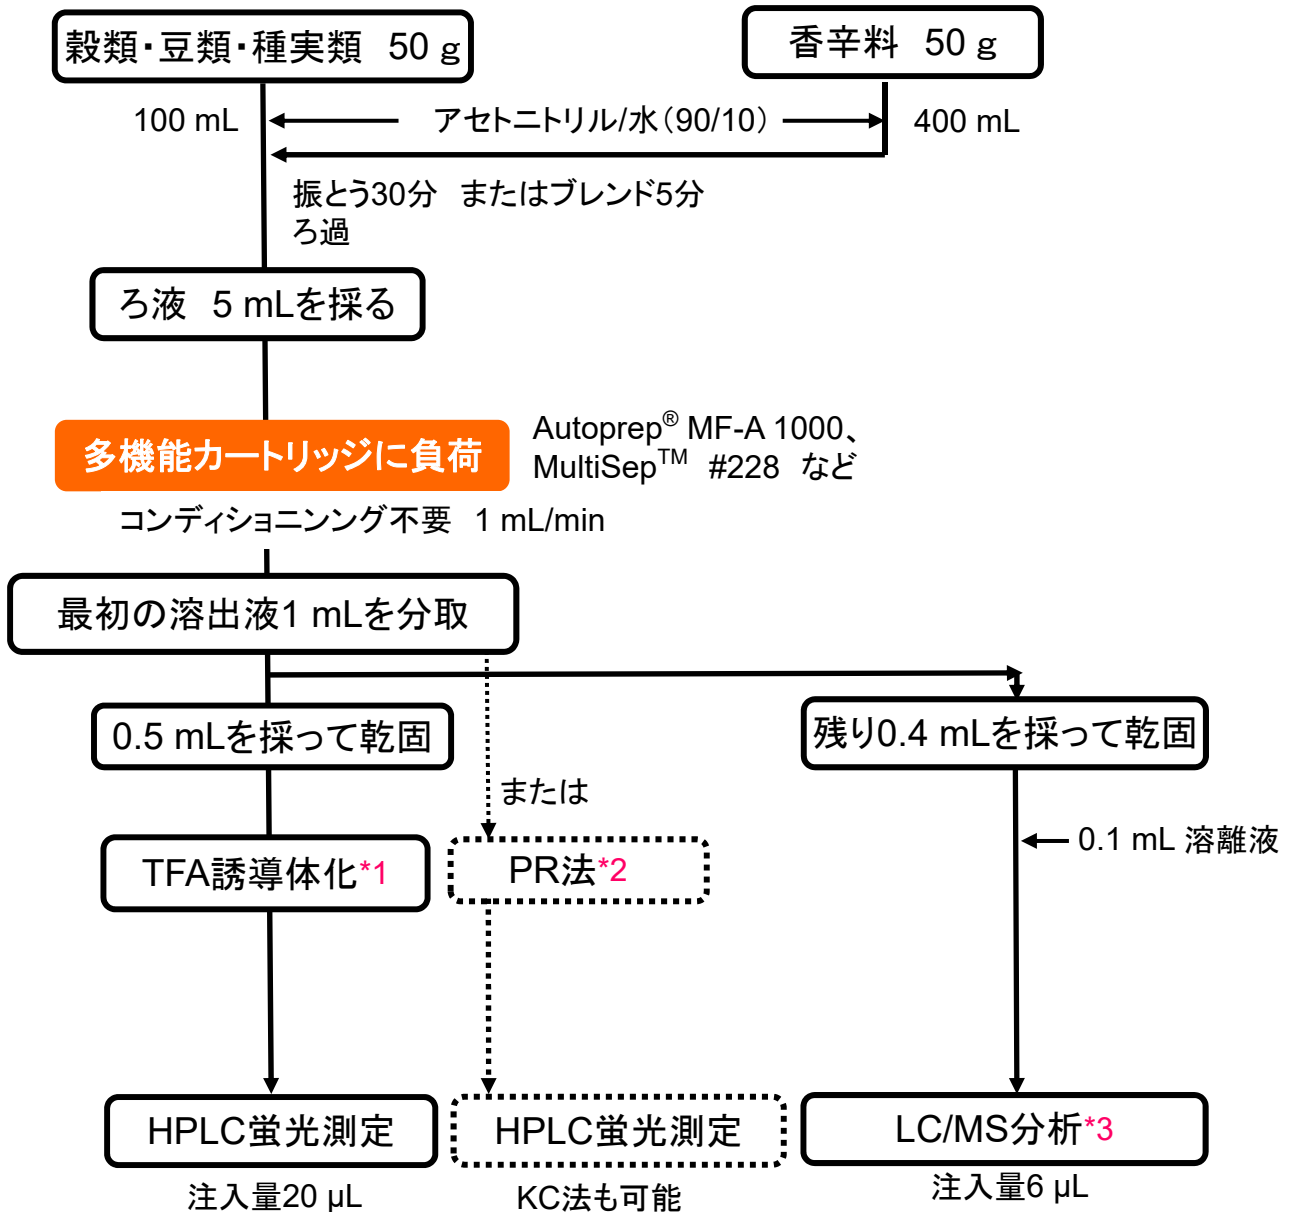 穀類・豆類・種実類　50 g
香辛料　50 g
100 mL
アセトニトリル/水（90/10）
400 mL
振とう30分　またはブレンド5分
ろ過
ろ液　5 mLを採る
多機能カートリッジに負荷
Autoprep® MF-A 1000、
MultiSep™　#228　など
コンディショニンング不要　1 mL/min
最初の溶出液1 mLを分取
0.5 mLを採って乾固
残り0.4 mLを採って乾固
または
0.1 mL 溶離液
TFA誘導体化*1
PR法*2
HPLC蛍光測定
HPLC蛍光測定
LC/MS分析*3
注入量20 µL
KC法も可能
注入量6 µL